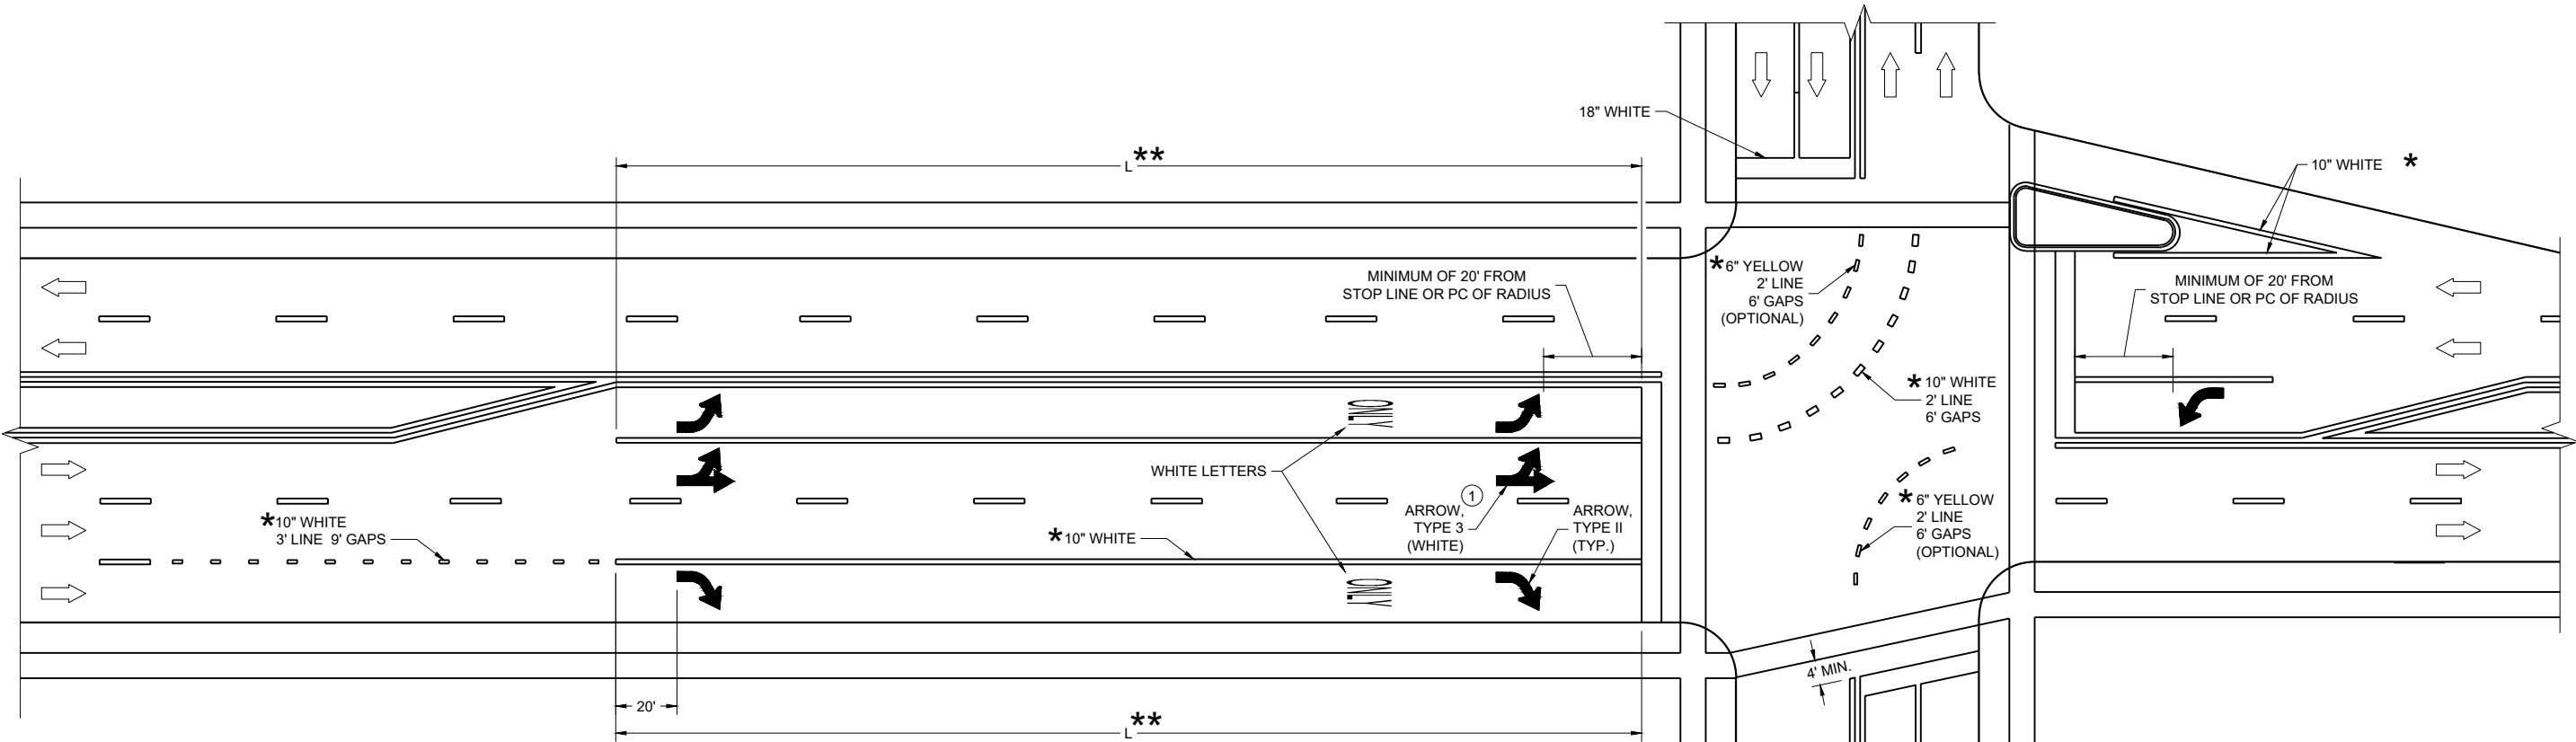 18" WHITE
L**
10" WHITE *
MINIMUM OF 20' FROM
STOP LINE OR PC OF RADIUS
*6" YELLOW
2' LINE
6' GAPS
(OPTIONAL)
MINIMUM OF 20' FROM
STOP LINE OR PC OF RADIUS
*10" WHITE
2' LINE
6' GAPS
WHITE LETTERS
ONLY
1
ARROW,
TYPE 3
(WHITE)
ARROW,
TYPE II
(TYP.)
*6" YELLOW
2' LINE
6' GAPS
(OPTIONAL)
*10" WHITE
3' LINE 9' GAPS
*10" WHITE
ONLY
4' MIN.
20'
L**